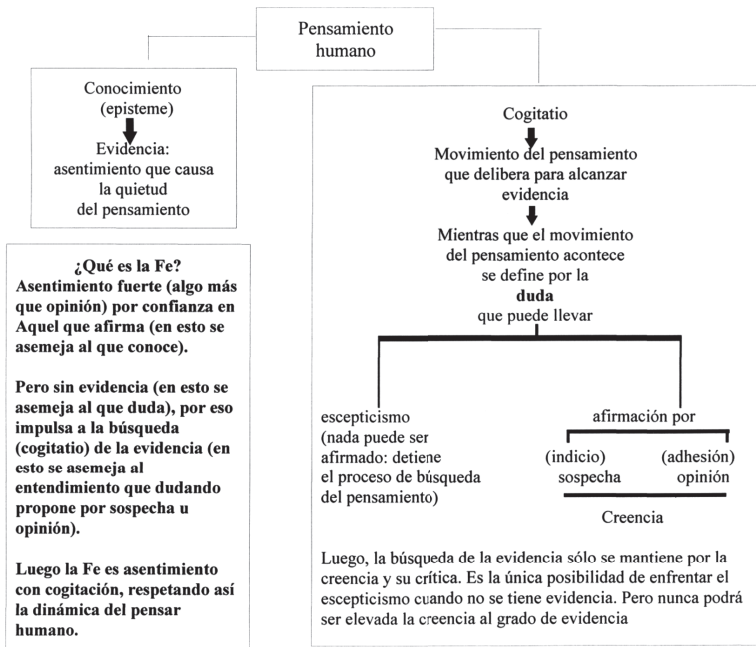 Pensamiento
humano
Conocimiento
(episteme)
Evidencia:
asentimiento que causa
la quietud
del pensamiento
¿Qué es la Fe?
Asentimiento fuerte (algo más
que opinión) por confianza en
Aquel que afirma (en esto se
asemeja al que conoce).
Pero sin evidencia (en esto se
asemeja al que duda), por eso
impulsa a la búsqueda
(cogitatio) de la evidencia (en
esto se asemeja al
entendimiento que dudando
propone por sospecha u
opinión).
Luego la Fe es asentimiento
con cogitación, respetando así
la dinámica del pensar
humano.
Cogitatio
Movimiento del pensamiento
que delibera para alcanzar
evidencia
Mientras que el movimiento
del pensamiento acontece
se define por la
duda
que puede llevar
escepticismo
(nada puede ser
afirmado: detiene
el proceso de búsqueda
del pensamiento)
afirmación por
(indicio) (adhesión)
sospecha opinión
Creencia
Luego, la búsqueda de la evidencia sólo se mantiene por la
creencia y su crítica. Es la única posibilidad de enfrentar el
escepticismo cuando no se tiene evidencia. Pero nunca podrá
ser elevada la creencia al grado de evidencia